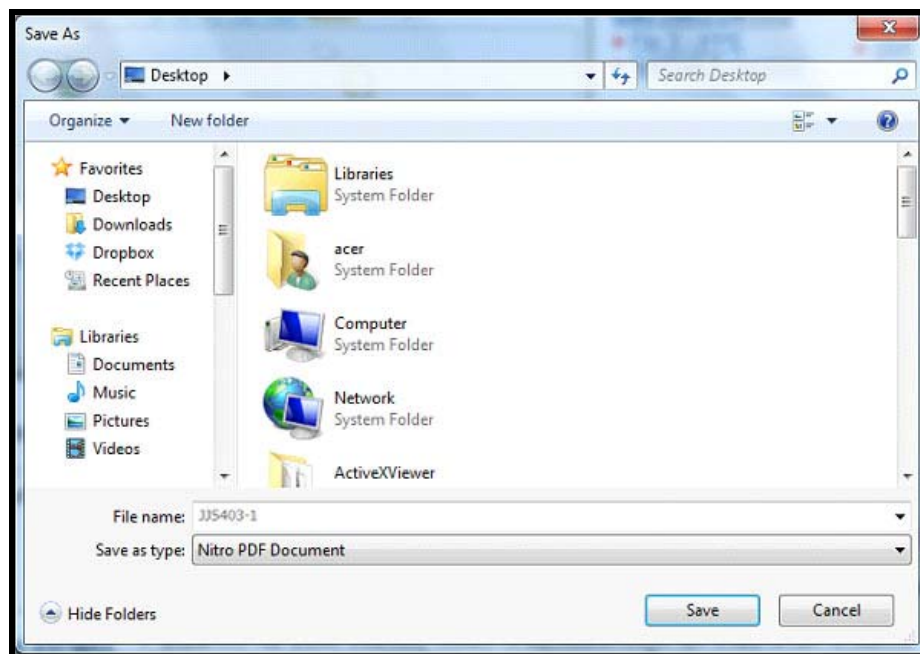 Save As
Desktop
Search Desktop
Organize
New folder
Favorites
Desktop
Downloads
Dropbox
Recent Places
Libraries
Documents
Music
Pictures
Videos
Libraries
System Folder
acer
System Folder
Computer
System Folder
Network
System Folder
ActiveXViewer
File name: JJ5403-1
Save as type: Nitro PDF Document
Hide Folders
Save
Cancel